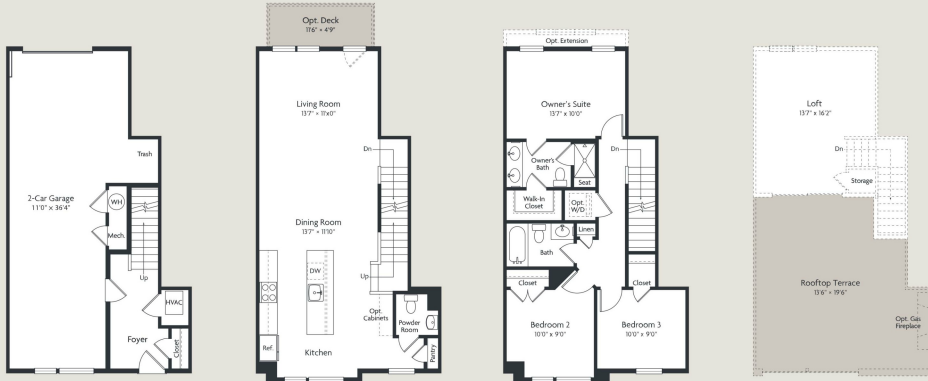 2-Car Garage
11'0" x 36'4"
Trash
WH
Mech.
Up
HVAC
Foyer
Closet
Opt. Deck
11'6" x 4'9"
Living Room
13'7" x 11'x0"
Dn
Dining Room
13'7" x 11'10"
DW
Up
Opt.
Cabinets
Powder
Room
Ref.
Kitchen
Pantry
Opt. Extension
Owner's Suite
13'7" x 10'0"
Dn
Owner's
Bath
Seat
Walk-In
Closet
Opt.
W/D
Linen
Bath
Closet
Closet
Bedroom 2
10'0" x 9'0"
Bedroom 3
10'0" x 9'0"
Loft
13'7" x 16'2"
Dn
Storage
Rooftop Terrace
13'6" x 19'6"
Opt. Gas
Fireplace